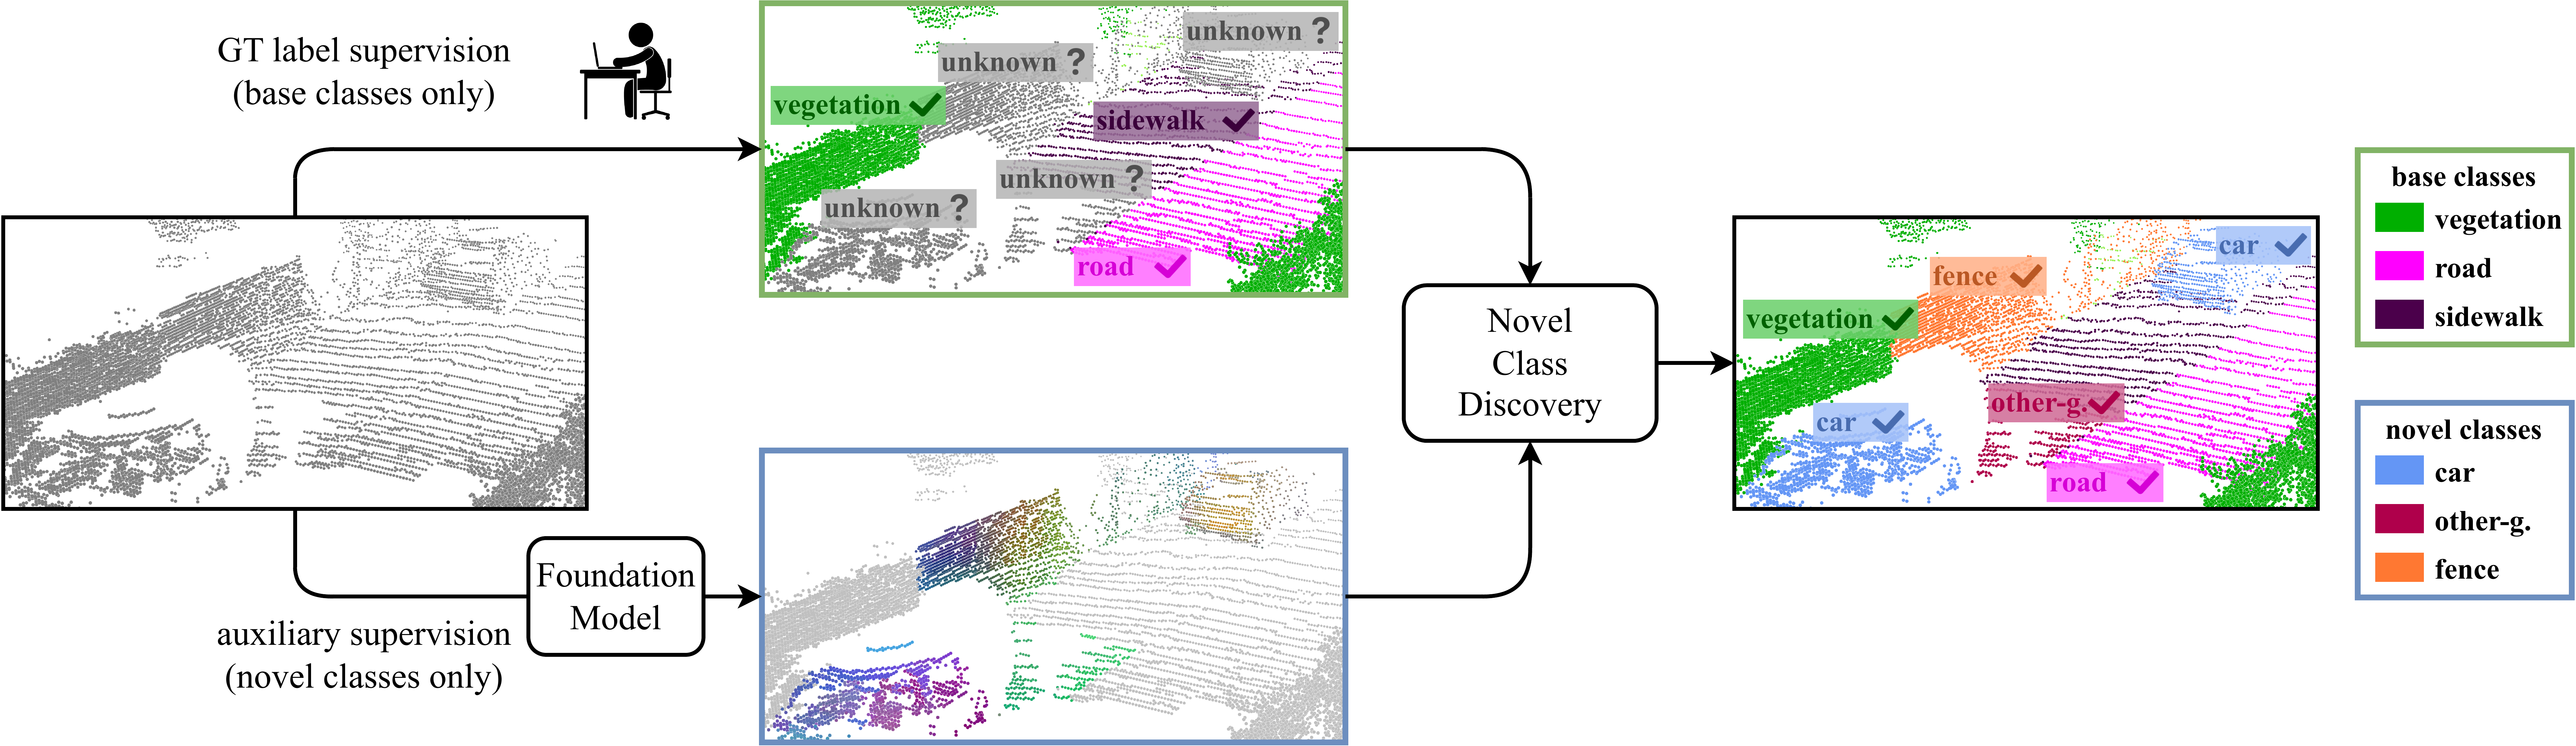 GT label supervision
(base classes only)
unknown ?
unknown ?
vegetation
sidewalk
unknown ?
unknown ?
road
Foundation
Model
auxiliary supervision
(novel classes only)
Novel
Class
Discovery
car
fence
vegetation
other-g.
car
road
base classes
vegetation
road
sidewalk
novel classes
car
other-g.
fence